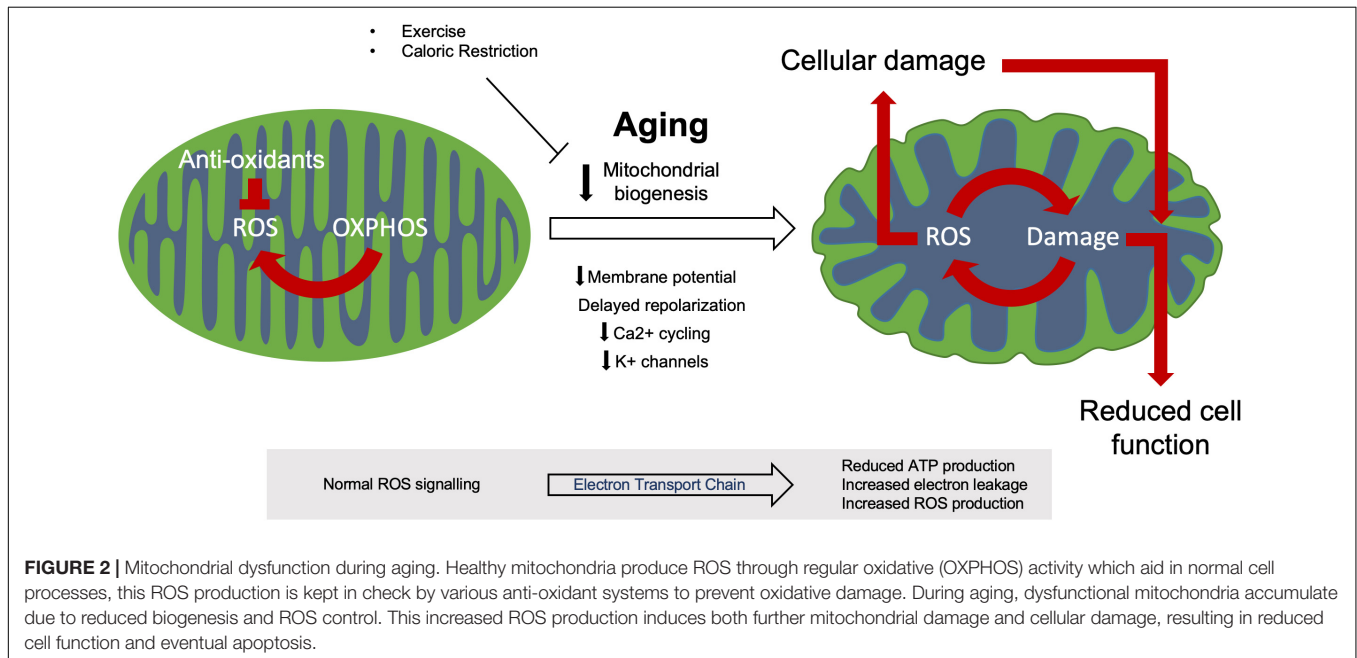 • Exercise
• Caloric Restriction
Cellular damage
Aging
Mitochondrial
biogenesis
Anti-oxidants
ROS
OXPHOS
ROS
Damage
Membrane potential
Delayed repolarization
Ca2+ cycling
K+ channels
Reduced cell
function
Normal ROS signalling
Electron Transport Chain
Reduced ATP production
Increased electron leakage
Increased ROS production
FIGURE 2 | Mitochondrial dysfunction during aging. Healthy mitochondria produce ROS through regular oxidative (OXPHOS) activity which aid in normal cell
processes, this ROS production is kept in check by various anti-oxidant systems to prevent oxidative damage. During aging, dysfunctional mitochondria accumulate
due to reduced biogenesis and ROS control. This increased ROS production induces both further mitochondrial damage and cellular damage, resulting in reduced
cell function and eventual apoptosis.